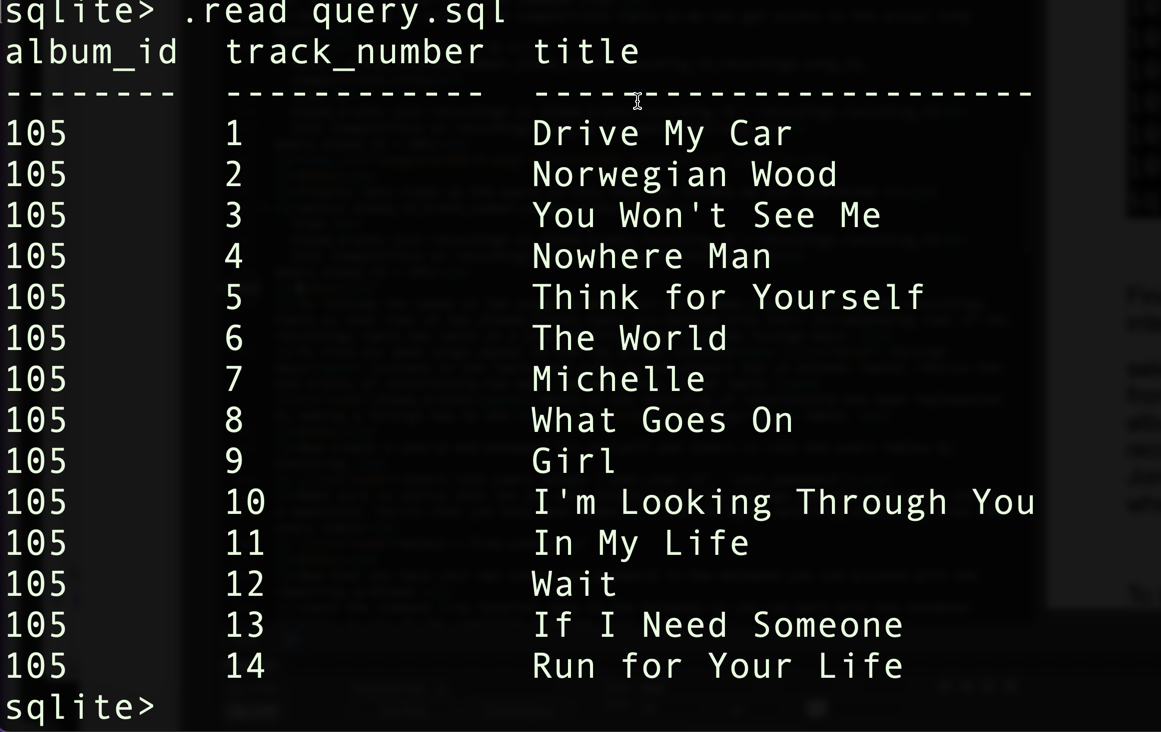 sqlite> .read query.sql
album_id  track_number  title
--------  ------------  -----------------------
105       1             Drive My Car
105       2             Norwegian Wood
105       3             You Won't See Me
105       4             Nowhere Man
105       5             Think for Yourself
105       6             The World
105       7             Michelle
105       8             What Goes On
105       9             Girl
105       10            I'm Looking Through You
105       11            In My Life
105       12            Wait
105       13            If I Need Someone
105       14            Run for Your Life
sqlite>